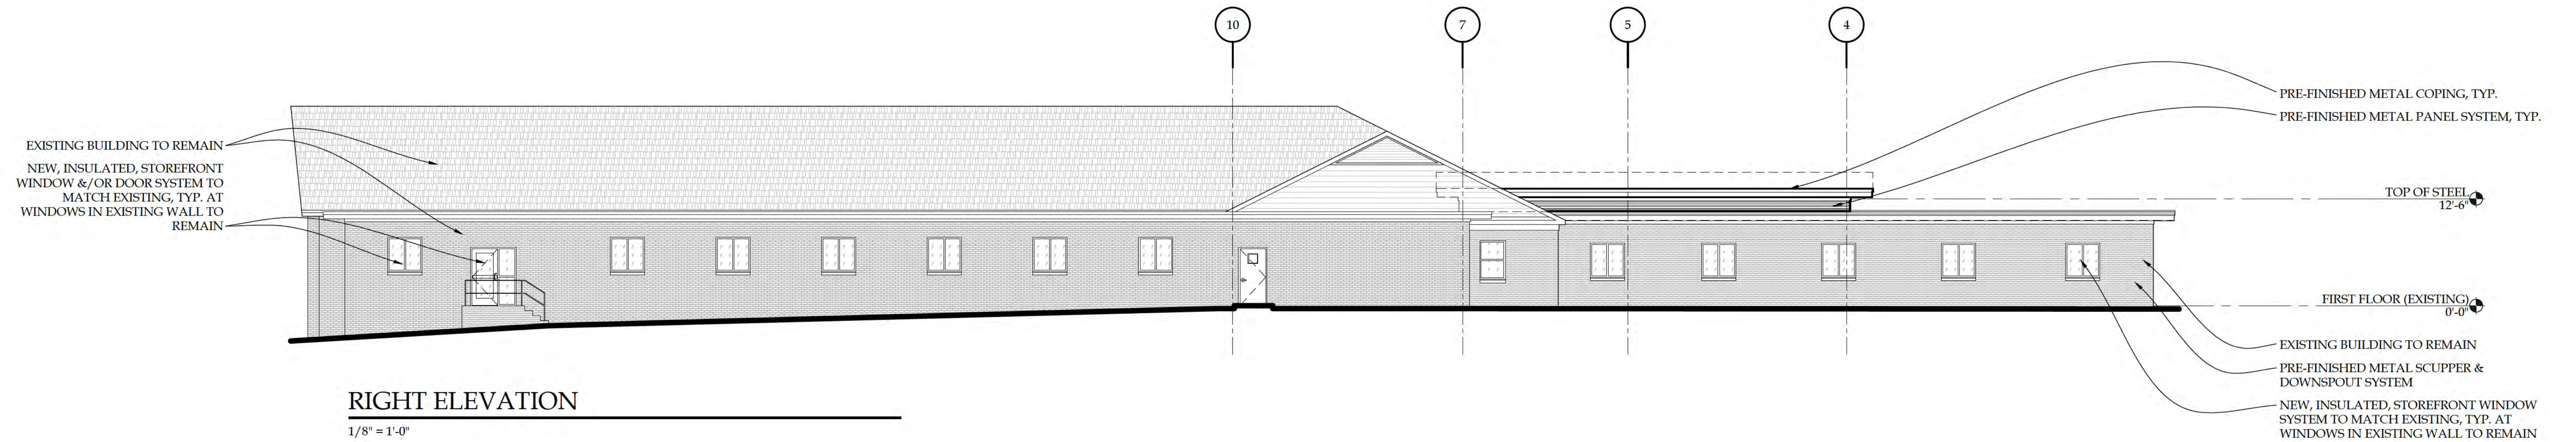 10
7
5
4
EXISTING BUILDING TO REMAIN
NEW, INSULATED, STOREFRONT
WINDOW &/OR DOOR SYSTEM TO
MATCH EXISTING, TYP. AT
WINDOWS IN EXISTING WALL TO
REMAIN
PRE-FINISHED METAL COPING, TYP.
PRE-FINISHED METAL PANEL SYSTEM, TYP.
TOP OF STEEL
12'-6"
FIRST FLOOR (EXISTING)
0'-0"
EXISTING BUILDING TO REMAIN
PRE-FINISHED METAL SCUPPER &
DOWNSPOUT SYSTEM
NEW, INSULATED, STOREFRONT WINDOW
SYSTEM TO MATCH EXISTING, TYP. AT
WINDOWS IN EXISTING WALL TO REMAIN
RIGHT ELEVATION
1/8" = 1'-0"